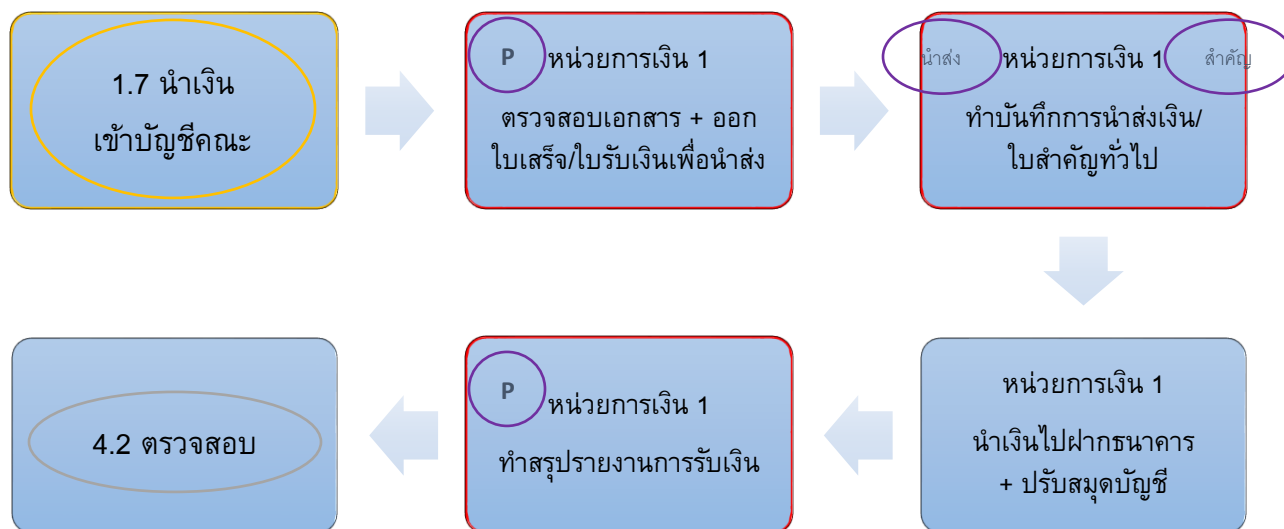 1.7 นำเงิน
เข้าบัญชีคณะ
P หน่วยการเงิน 1
ตรวจสอบเอกสาร + ออก
ใบเสร็จ/ใบรับเงินเพื่อนำส่ง
นำส่ง หน่วยการเงิน 1 สำคัญ
ทำบันทึกการนำส่งเงิน/
ใบสำคัญทั่วไป
หน่วยการเงิน 1
นำเงินไปฝากธนาคาร
+ ปรับสมุดบัญชี
P หน่วยการเงิน 1
ทำสรุปรายงานการรับเงิน
4.2 ตรวจสอบ